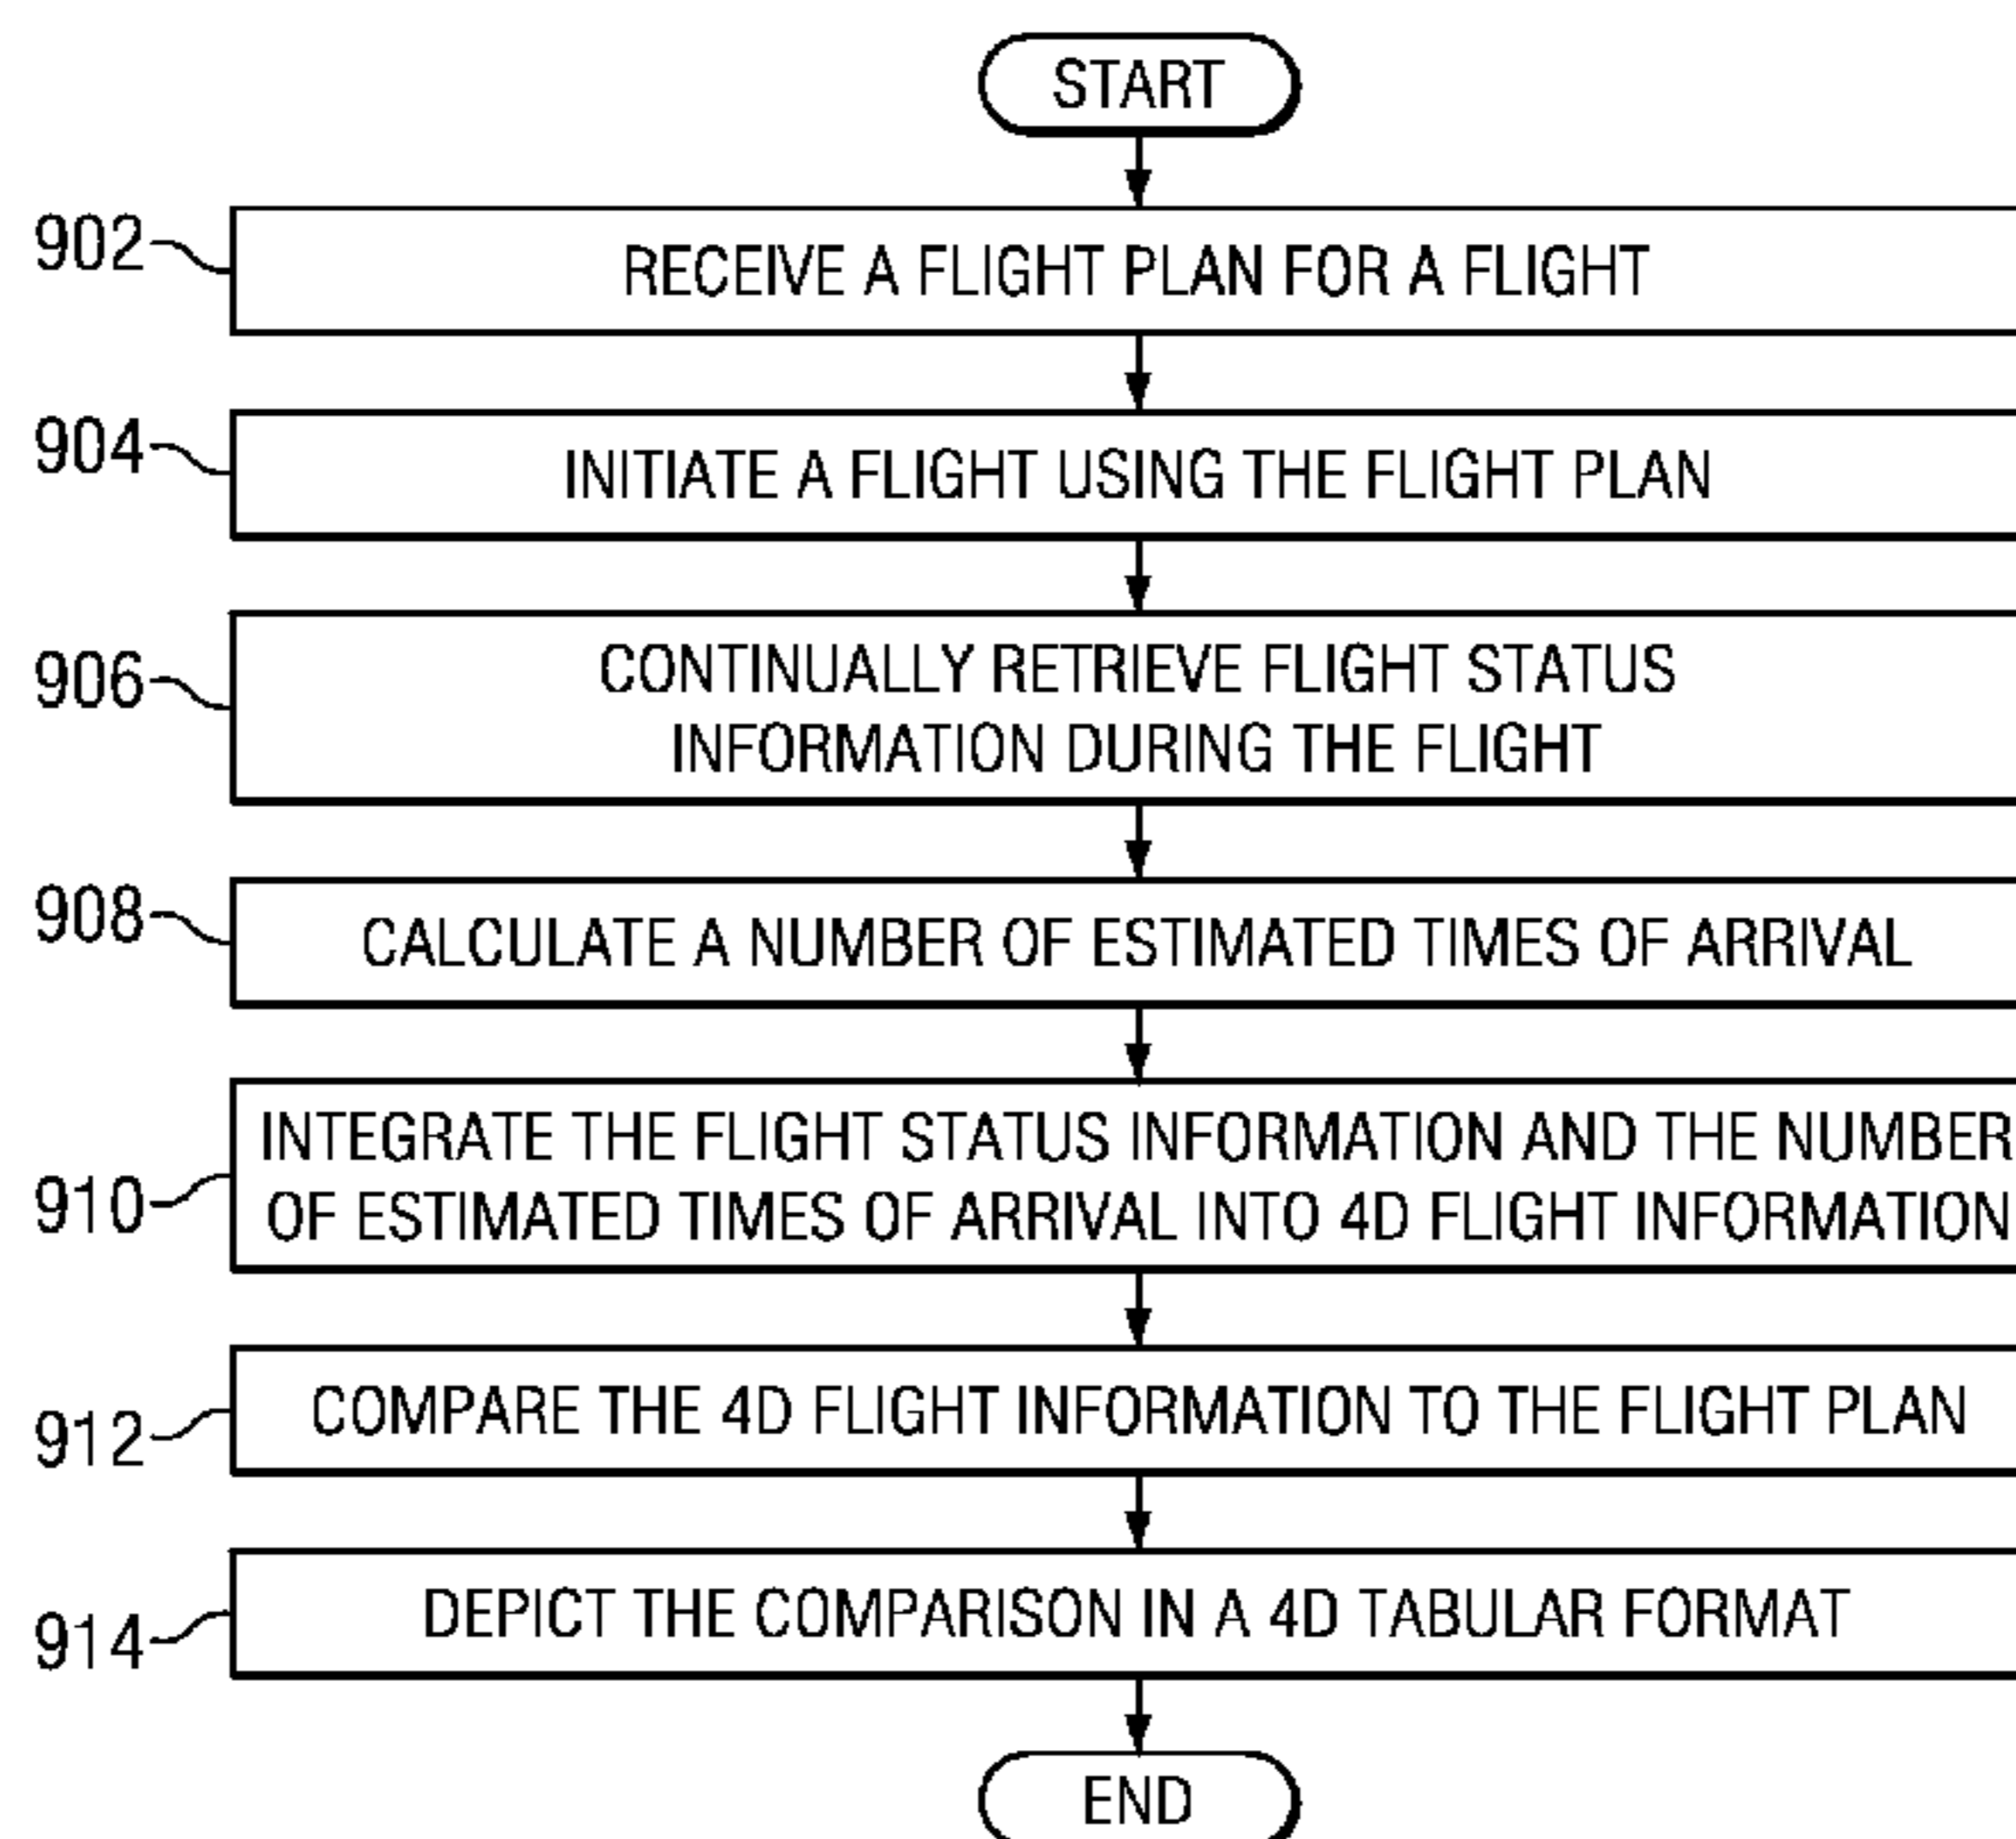 START
902
RECEIVE A FLIGHT PLAN FOR A FLIGHT
904
INITIATE A FLIGHT USING THE FLIGHT PLAN
906
CONTINUALLY RETRIEVE FLIGHT STATUS
INFORMATION DURING THE FLIGHT
908
CALCULATE A NUMBER OF ESTIMATED TIMES OF ARRIVAL
910
INTEGRATE THE FLIGHT STATUS INFORMATION AND THE NUMBER
OF ESTIMATED TIMES OF ARRIVAL INTO 4D FLIGHT INFORMATION
912
COMPARE THE 4D FLIGHT INFORMATION TO THE FLIGHT PLAN
914
DEPICT THE COMPARISON IN A 4D TABULAR FORMAT
END